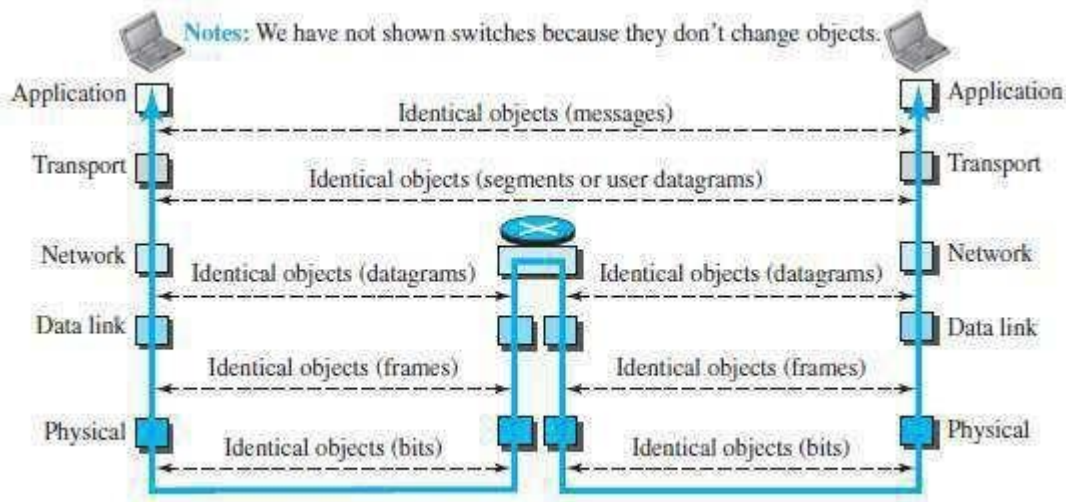 Notes: We have not shown switches because they don't change objects.
Application
Application
Identical objects (messages)
Transport
Transport
Identical objects (segments or user datagrams)
Network
Network
Identical objects (datagrams)
Identical objects (datagrams)
Data link
Data link
Identical objects (frames)
Identical objects (frames)
Physical
Physical
Identical objects (bits)
Identical objects (bits)